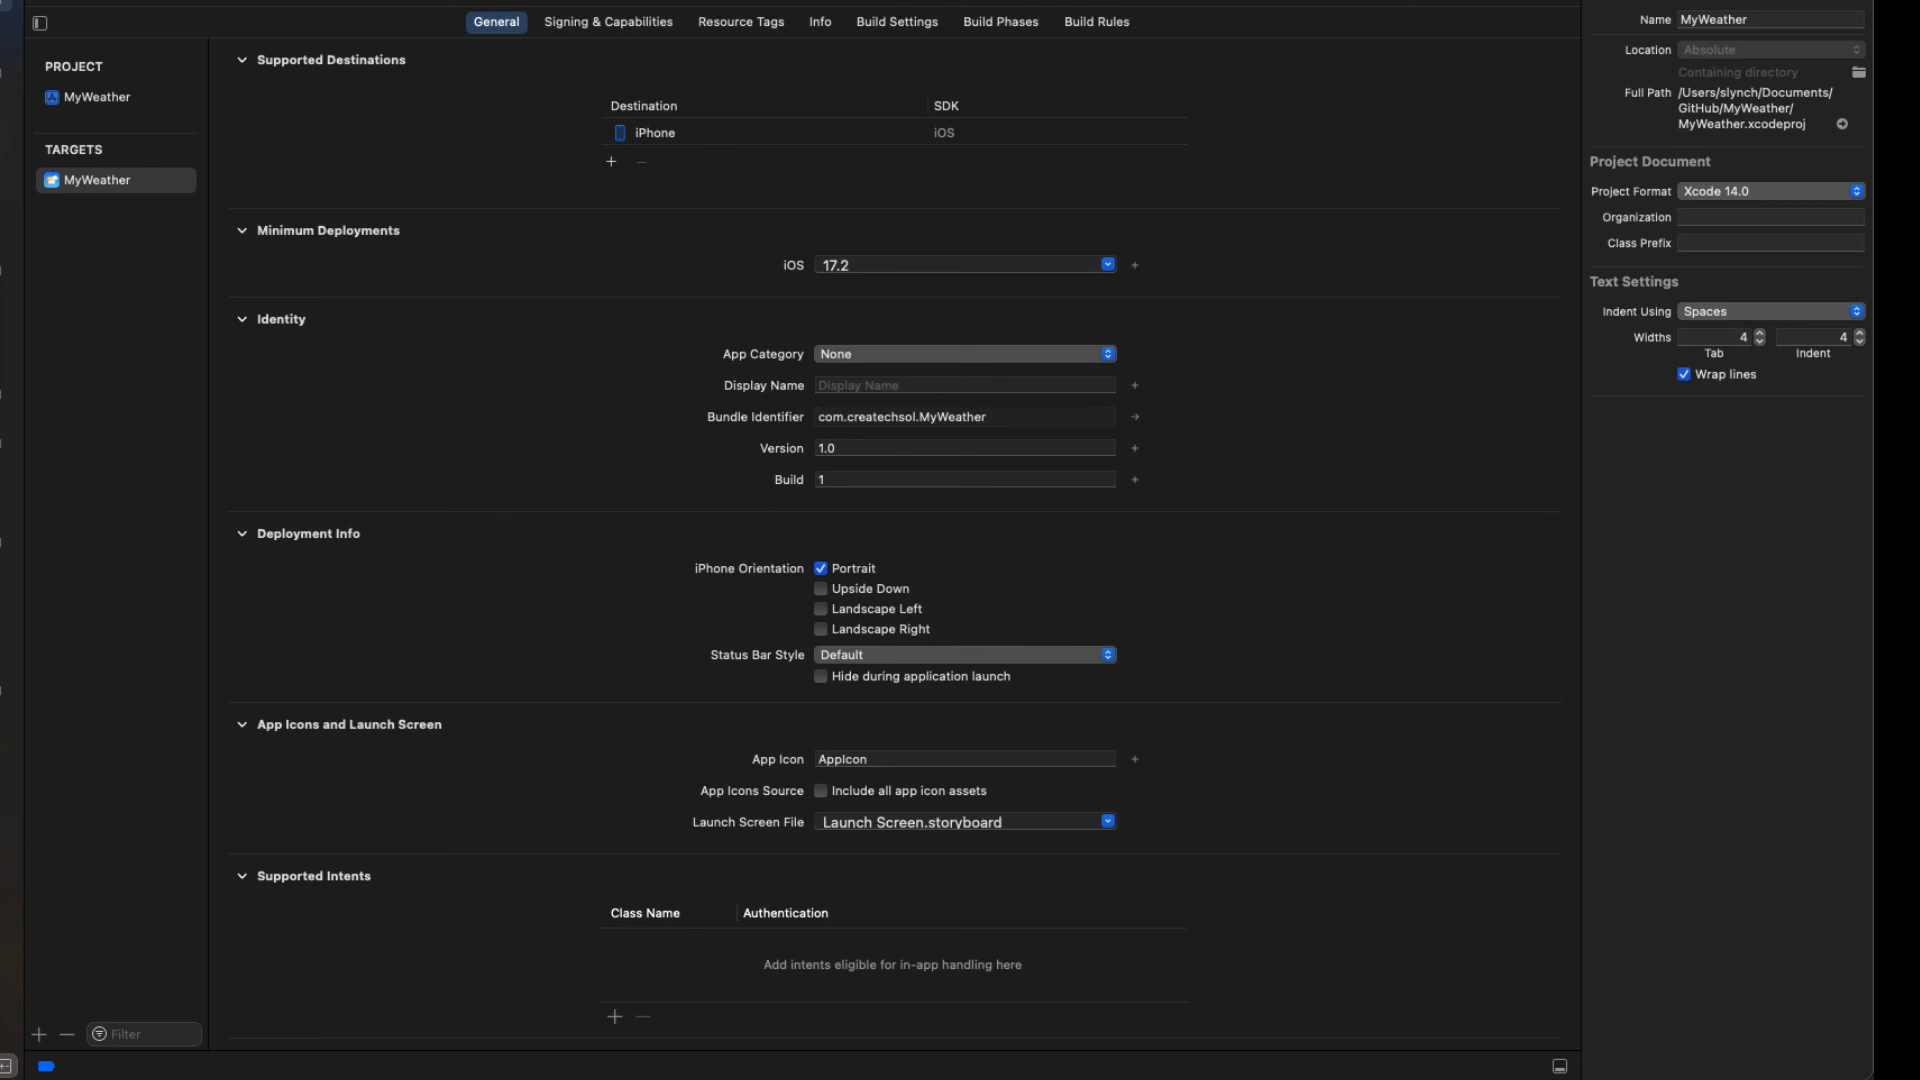 General
Signing & Capabilities
Resource Tags
Info
Build Settings
Build Phases
Build Rules
PROJECT
MyWeather
TARGETS
MyWeather
Filter
Supported Destinations
Destination
SDK
iPhone
iOS
Minimum Deployments
iOS
17.2
Identity
App Category
None
Display Name
Display Name
Bundle Identifier
com.createchsol.MyWeather
Version
1.0
Build
1
Deployment Info
iPhone Orientation
Portrait
Upside Down
Landscape Left
Landscape Right
Status Bar Style
Default
Hide during application launch
App Icons and Launch Screen
App Icon
AppIcon
App Icons Source
Include all app icon assets
Launch Screen File
Launch Screen.storyboard
Supported Intents
Class Name
Authentication
Add intents eligible for in-app handling here
Name
MyWeather
Location
Absolute
Containing directory
Full Path
/Users/slynch/Documents/
GitHub/MyWeather/
MyWeather.xcodeproj
Project Document
Project Format
Xcode 14.0
Organization
Class Prefix
Text Settings
Indent Using
Spaces
Widths
4
4
Tab
Indent
Wrap lines